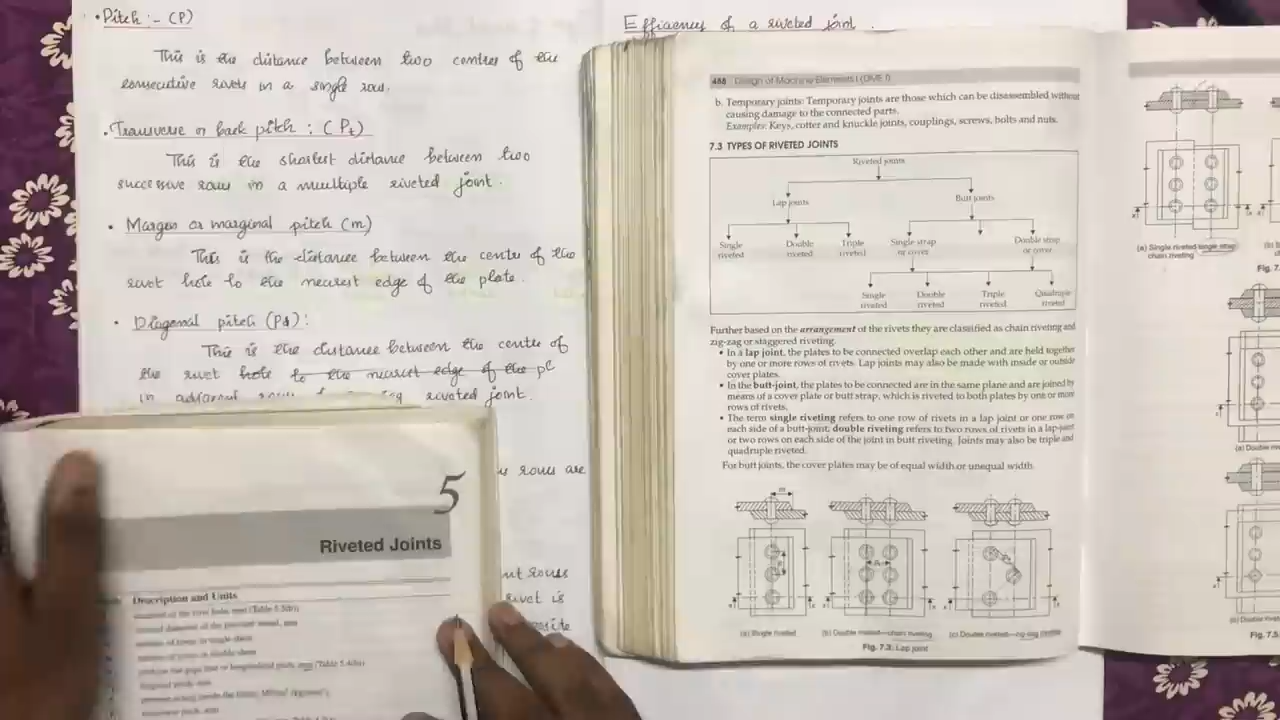 • Pitch :- (P)
This is the distance between two centres of the
consecutive rivets in a single row.
• Transverse or back pitch : (Pt)
This is the shortest distance between two
successive rows in a multiple riveted joint.
• Margin or marginal pitch (m)
This is the distance between the centre of the
rivet hole to the nearest edge of the plate.
• Diagonal pitch (Pd):
This is the distance between the centre of
the rivet hole to the nearest edge of the pl
in riveted joint.
rows are
rows
rivet is
Efficiency of a riveted joint.
5
Riveted Joints
Description and Units
486 Design of Machine Elements I (DME I)
b. Temporary joints: Temporary joints are those which can be disassembled without
causing damage to the connected parts.
Examples: Keys, cotter and knuckle joints, couplings, screws, bolts and nuts.
7.3 TYPES OF RIVETED JOINTS
Riveted joints
Lap joints Butt joints
Single riveted Double riveted Triple riveted Single strap or cover Double strap or cover
Single riveted Double riveted Triple riveted Quadruple riveted
Further based on the arrangement of the rivets they are classified as chain riveting and
zig-zag or staggered riveting.
• In a lap joint, the plates to be connected overlap each other and are held together
by one or more rows of rivets. Lap joints may also be made with inside or outside
cover plates.
• In the butt-joint, the plates to be connected are in the same plane and are joined by
means of a cover plate or butt strap, which is riveted to both plates by one or more
rows of rivets.
• The term single riveting refers to one row of rivets in a lap joint or one row on
each side of a butt-joint; double riveting refers to two rows of rivets in a lap-joint
or two rows on each side of the joint in butt riveting. Joints may also be triple and
quadruple riveted.
For butt joints, the cover plates may be of equal width or unequal width.
(a) Single riveted (b) Double riveted—chain riveting (c) Double riveted—zig-zag riveting
Fig. 7.3: Lap joint
(a) Single riveted single strap
chain riveting